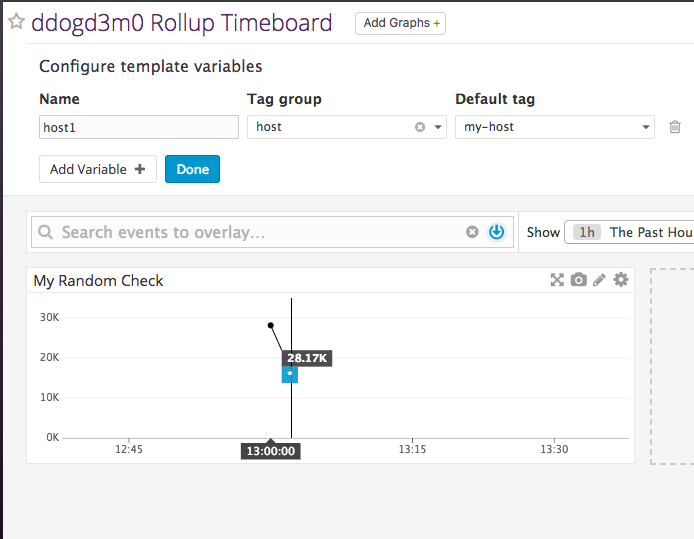 ddogd3m0 Rollup Timeboard Add Graphs +
Configure template variables
Name Tag group Default tag
host1 host my-host
Add Variable + Done
Search events to overlay... Show 1h The Past Hou
My Random Check
30K
28.17K
20K
10K
0K
12:45 13:00:00 13:15 13:30